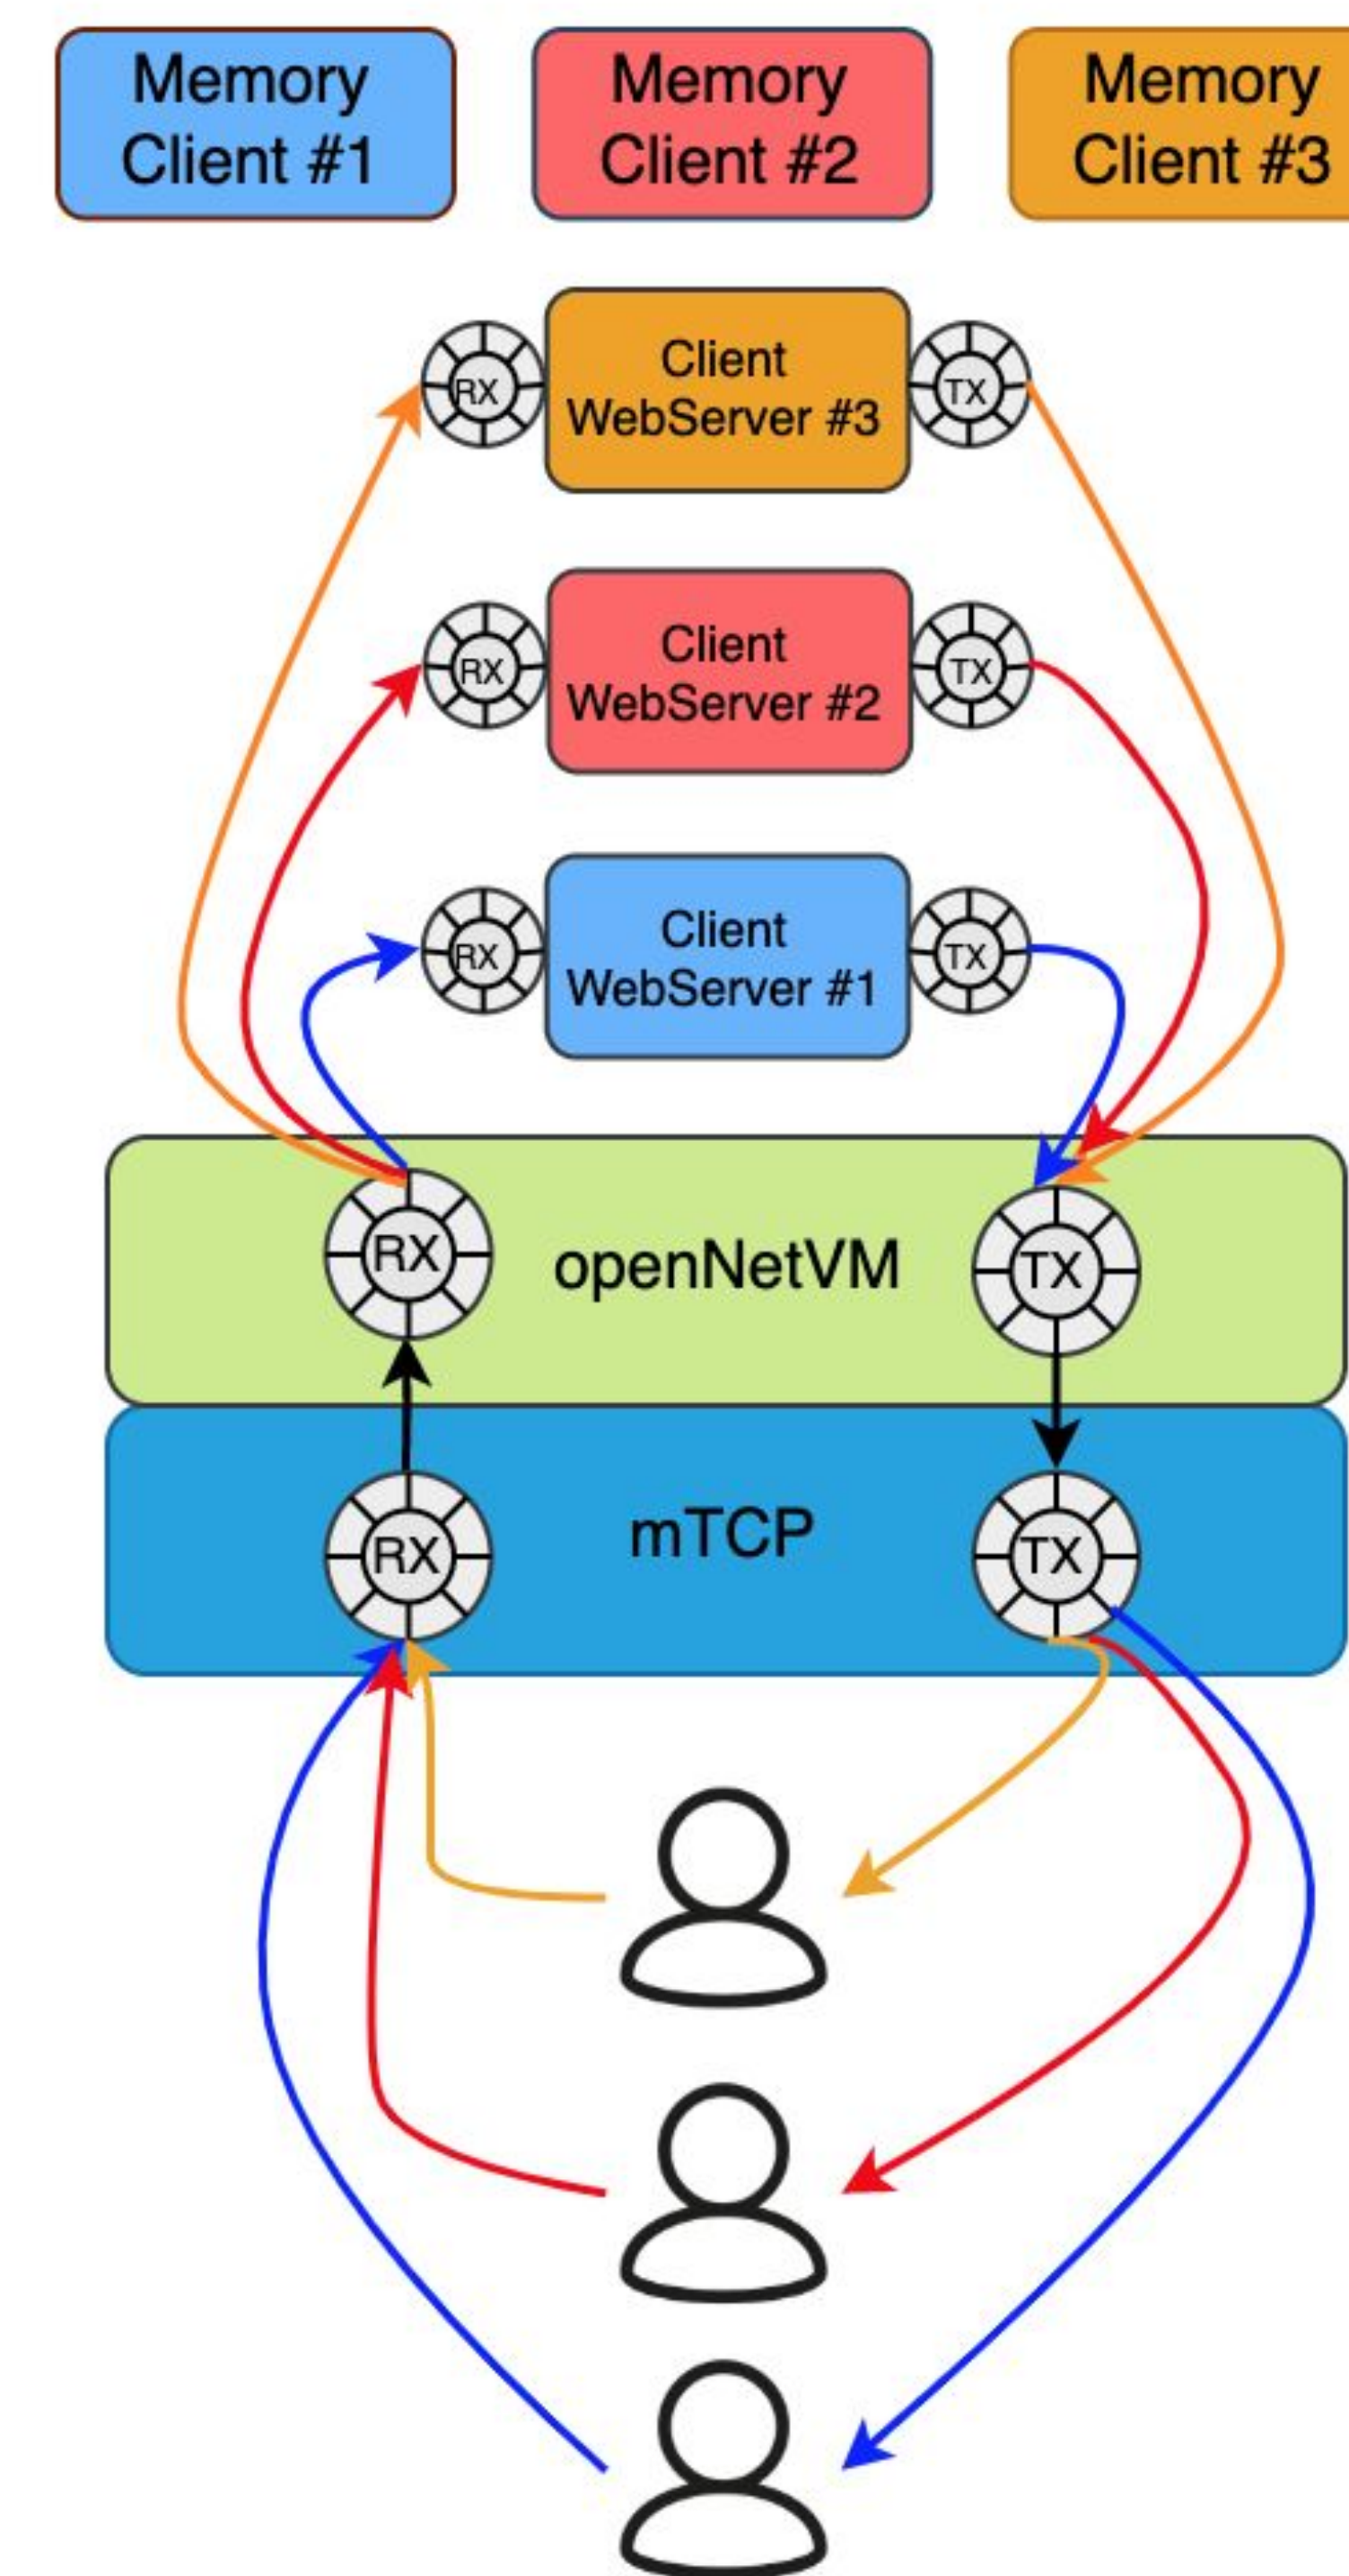 Memory
Client #1
Memory
Client #2
Memory
Client #3
RX
Client
WebServer #3
TX
RX
Client
WebServer #2
TX
RX
Client
WebServer #1
TX
RX
openNetVM
TX
RX
mTCP
TX